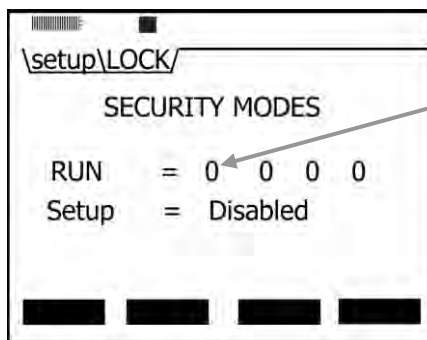 \setup\LOCK/
SECURITY MODES
RUN = 0 0 0 0
Setup = Disabled